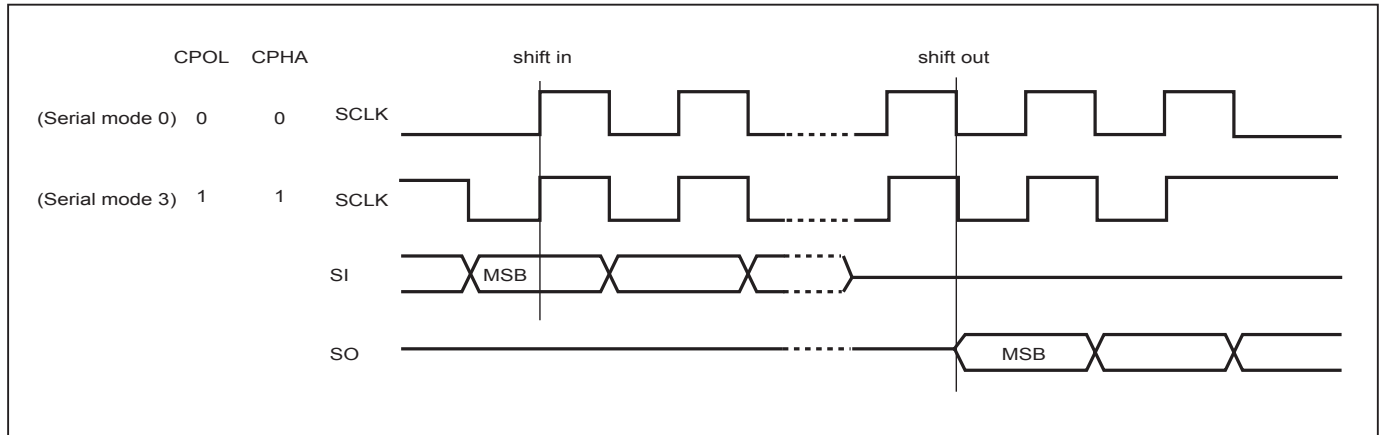 CPOL CPHA shift in shift out
(Serial mode 0) 0 0 SCLK
(Serial mode 3) 1 1 SCLK
SI MSB
SO MSB